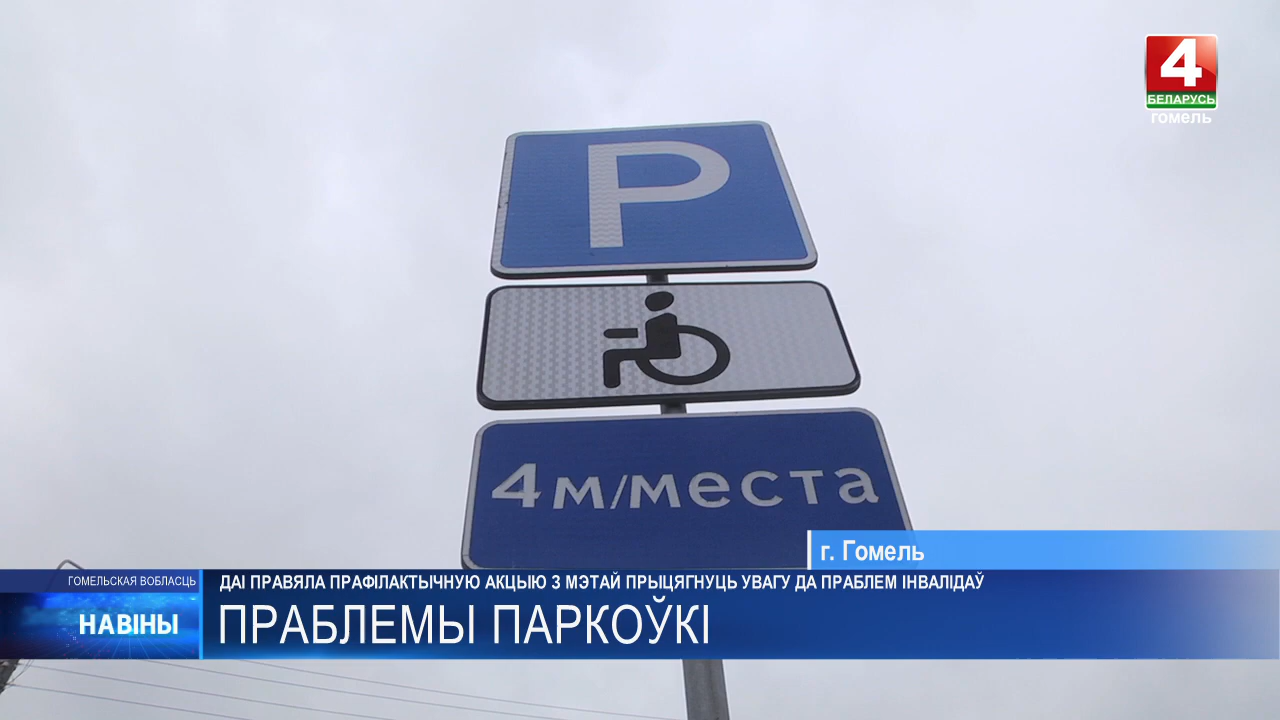 4
БЕЛАРУСЬ
гомель
P
4м/места
г. Гомель
ГОМЕЛЬСКАЯ ВОБЛАСЦЬ
ДАІ ПРАВЯЛА ПРАФІЛАКТЫЧНУЮ АКЦЫЮ З МЭТАЙ ПРЫЦЯГНУЦЬ УВАГУ ДА ПРАБЛЕМ ІНВАЛІДАЎ
НАВІНЫ
ПРАБЛЕМЫ ПАРКОЎКІ